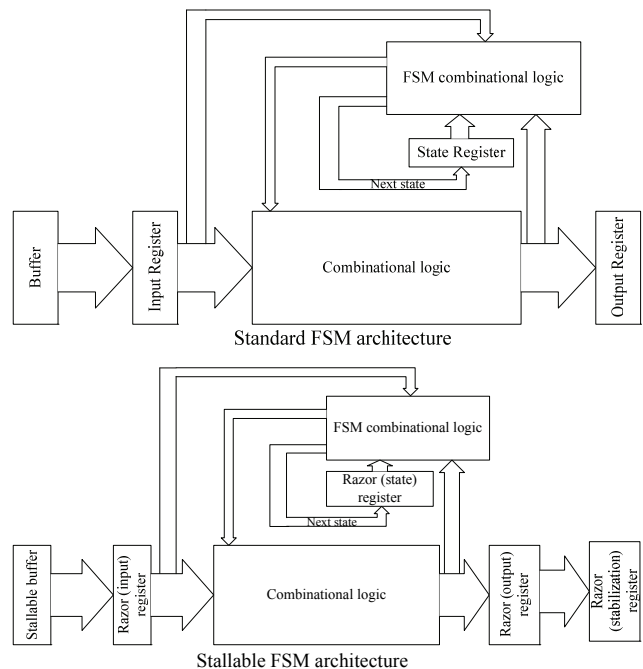 FSM combinational logic
State Register
Next state
Buffer
Input Register
Combinational logic
Output Register
Standard FSM architecture
FSM combinational logic
Razor (state)
register
Next state
Stallable buffer
Razor (input)
register
Combinational logic
Razor (output)
register
Razor
(stabilization)
register
Stallable FSM architecture